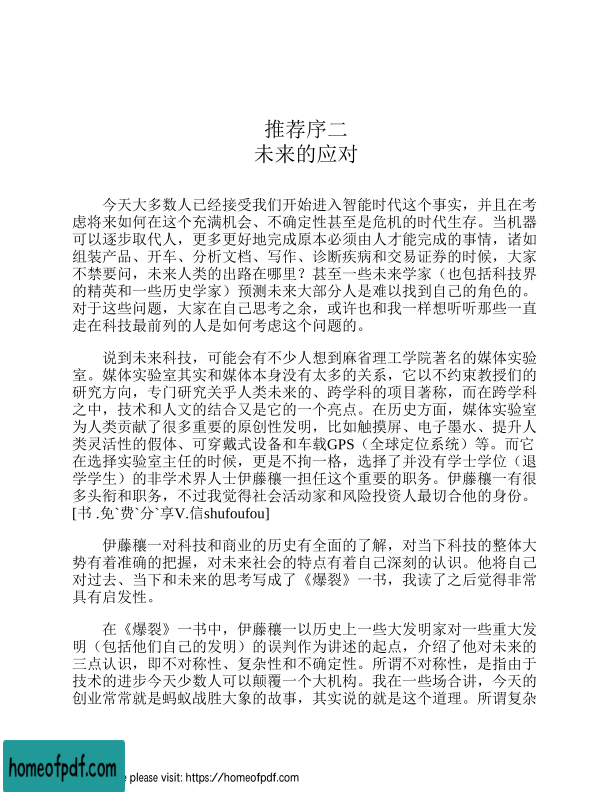 推荐序二
未来的应对
今天大多数人已经接受我们开始进入智能时代这个事实，并且在考
虑将来如何在这个充满机会、不确定性甚至是危机的时代生存。当机器
可以逐步取代人，更多更好地完成原本必须由人才能完成的事情，诸如
组装产品、开车、分析文档、写作、诊断疾病和交易证券的时候，大家
不禁要问，未来人类的出路在哪里？甚至一些未来学家（也包括科技界
的精英和一些历史学家）预测未来大部分人是难以找到自己的角色的。
对于这些问题，大家在自己思考之余，或许也和我一样想听听那些一直
走在科技最前列的人是如何考虑这个问题的。
说到未来科技，可能会有不少人想到麻省理工学院著名的媒体实验
室。媒体实验室其实和媒体本身没有太多的关系，它以不约束教授们的
研究方向，专门研究关乎人类未来的、跨学科的项目著称，而在跨学科
之中，技术和人文的结合又是它的一个亮点。在历史方面，媒体实验室
为人类贡献了很多重要的原创性发明，比如触摸屏、电子墨水、提升人
类灵活性的假体、可穿戴式设备和车载GPS（全球定位系统）等。而它
在选择实验室主任的时候，更是不拘一格，选择了并没有学士学位（退
学学生）的非学术界人士伊藤穰一担任这个重要的职务。伊藤穰一有很
多头衔和职务，不过我觉得社会活动家和风险投资人最切合他的身份。
[书 .免`费`分`享V.信shufoufou]
伊藤穰一对科技和商业的历史有全面的了解，对当下科技的整体大
势有着准确的把握，对未来社会的特点有着自己深刻的认识。他将自己
对过去、当下和未来的思考写成了《爆裂》一书，我读了之后觉得非常
具有启发性。
在《爆裂》一书中，伊藤穰一以历史上一些大发明家对一些重大发
明（包括他们自己的发明）的误判作为讲述的起点，介绍了他对未来的
三点认识，即不对称性、复杂性和不确定性。所谓不对称性，是指由于
技术的进步今天少数人可以颠覆一个大机构。我在一些场合讲，今天的
创业常常就是蚂蚁战胜大象的故事，其实说的就是这个道理。所谓复杂
homeofpdf.com
please visit: https://homeofpdf.com